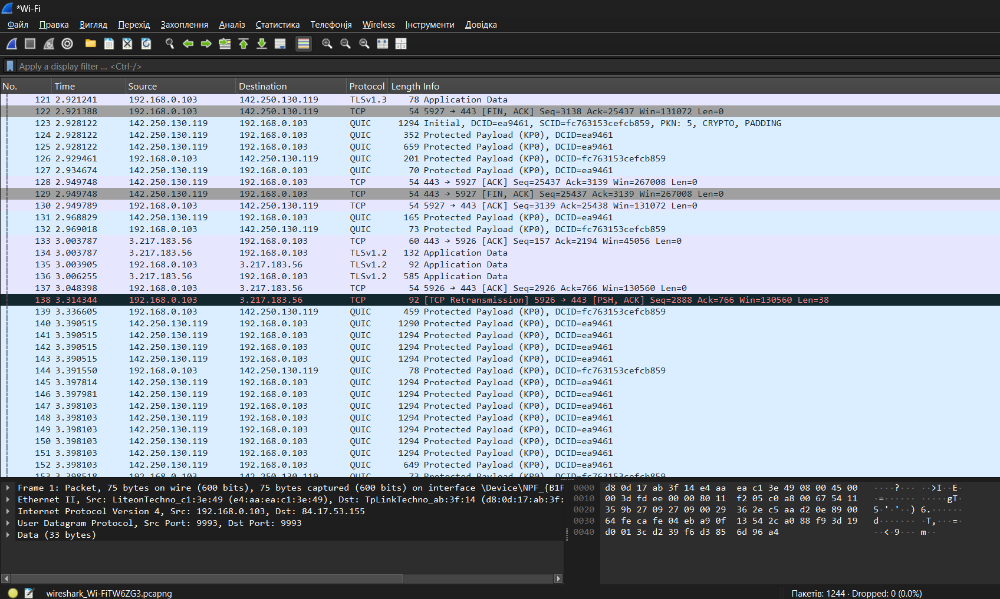 *Wi-Fi
Файл Правка Вигляд Перехід Захоплення Аналіз Статистика Телефонія Wireless Інструменти Довідка
Apply a display filter ... <Ctrl-/>
No. Time Source Destination Protocol Length Info
121 2.921241 192.168.0.103 142.250.130.119 TLSv1.3 78 Application Data
122 2.921388 192.168.0.103 142.250.130.119 TCP 54 5927 → 443 [FIN, ACK] Seq=3138 Ack=25437 Win=131072 Len=0
123 2.928122 142.250.130.119 192.168.0.103 QUIC 1294 Initial, DCID=ea9461, SCID=fc763153cefcb859, PKN: 5, CRYPTO, PADDING
124 2.928122 142.250.130.119 192.168.0.103 QUIC 352 Protected Payload (KP0), DCID=ea9461
125 2.928122 142.250.130.119 192.168.0.103 QUIC 659 Protected Payload (KP0), DCID=ea9461
126 2.929461 192.168.0.103 142.250.130.119 QUIC 201 Protected Payload (KP0), DCID=fc763153cefcb859
127 2.934674 142.250.130.119 192.168.0.103 QUIC 70 Protected Payload (KP0), DCID=ea9461
128 2.949748 142.250.130.119 192.168.0.103 TCP 54 443 → 5927 [ACK] Seq=25437 Ack=3139 Win=267008 Len=0
129 2.949748 142.250.130.119 192.168.0.103 TCP 54 443 → 5927 [FIN, ACK] Seq=25437 Ack=3139 Win=267008 Len=0
130 2.949789 192.168.0.103 142.250.130.119 TCP 54 5927 → 443 [ACK] Seq=3139 Ack=25438 Win=131072 Len=0
131 2.968829 142.250.130.119 192.168.0.103 QUIC 165 Protected Payload (KP0), DCID=ea9461
132 2.969018 192.168.0.103 142.250.130.119 QUIC 73 Protected Payload (KP0), DCID=fc763153cefcb859
133 3.003787 3.217.183.56 192.168.0.103 TCP 60 443 → 5926 [ACK] Seq=157 Ack=2194 Win=45056 Len=0
134 3.003787 3.217.183.56 192.168.0.103 TLSv1.2 132 Application Data
135 3.003905 192.168.0.103 3.217.183.56 TLSv1.2 92 Application Data
136 3.006255 3.217.183.56 192.168.0.103 TLSv1.2 585 Application Data
137 3.048398 192.168.0.103 3.217.183.56 TCP 54 5926 → 443 [ACK] Seq=2926 Ack=766 Win=130560 Len=0
138 3.314344 192.168.0.103 3.217.183.56 TCP 92 [TCP Retransmission] 5926 → 443 [PSH, ACK] Seq=2888 Ack=766 Win=130560 Len=38
139 3.336605 192.168.0.103 142.250.130.119 QUIC 459 Protected Payload (KP0), DCID=fc763153cefcb859
140 3.390515 142.250.130.119 192.168.0.103 QUIC 1290 Protected Payload (KP0), DCID=ea9461
141 3.390515 142.250.130.119 192.168.0.103 QUIC 1294 Protected Payload (KP0), DCID=ea9461
142 3.390515 142.250.130.119 192.168.0.103 QUIC 1294 Protected Payload (KP0), DCID=ea9461
143 3.390515 142.250.130.119 192.168.0.103 QUIC 1294 Protected Payload (KP0), DCID=ea9461
144 3.391550 192.168.0.103 142.250.130.119 QUIC 78 Protected Payload (KP0), DCID=fc763153cefcb859
145 3.397814 142.250.130.119 192.168.0.103 QUIC 1294 Protected Payload (KP0), DCID=ea9461
146 3.397981 142.250.130.119 192.168.0.103 QUIC 1294 Protected Payload (KP0), DCID=ea9461
147 3.398103 142.250.130.119 192.168.0.103 QUIC 1294 Protected Payload (KP0), DCID=ea9461
148 3.398103 142.250.130.119 192.168.0.103 QUIC 1294 Protected Payload (KP0), DCID=ea9461
149 3.398103 142.250.130.119 192.168.0.103 QUIC 1294 Protected Payload (KP0), DCID=ea9461
150 3.398103 142.250.130.119 192.168.0.103 QUIC 1294 Protected Payload (KP0), DCID=ea9461
151 3.398103 142.250.130.119 192.168.0.103 QUIC 1294 Protected Payload (KP0), DCID=ea9461
152 3.398103 142.250.130.119 192.168.0.103 QUIC 649 Protected Payload (KP0), DCID=ea9461
153 3.398518 192.168.0.103 142.250.130.119 QUIC 73 Protected Payload (KP0), DCID=fc763153cefcb859
Frame 1: Packet, 75 bytes on wire (600 bits), 75 bytes captured (600 bits) on interface \Device\NPF_{B1F
Ethernet II, Src: LiteonTechno_c1:3e:49 (e4:aa:ea:c1:3e:49), Dst: TpLinkTechno_ab:3f:14 (d8:0d:17:ab:3f:
Internet Protocol Version 4, Src: 192.168.0.103, Dst: 84.17.53.155
User Datagram Protocol, Src Port: 9993, Dst Port: 9993
Data (33 bytes)
0000 d8 0d 17 ab 3f 14 e4 aa ea c1 3e 49 08 00 45 00 ····?··· ··>I··E·
0010 00 3d fd ee 00 00 80 11 f2 05 c0 a8 00 67 54 11 ·=······ ·····gT·
0020 35 9b 27 09 27 09 00 29 36 2e c5 aa d2 0e 89 00 5·'·'··) 6.······
0030 64 fe ca fe 04 eb a9 0f 13 54 2c a0 88 f9 3d 19 d······· ·T,···=·
0040 d0 01 3c d2 39 f6 d3 85 6d 96 a4 ··<·9··· m··
wireshark_Wi-FiTW6ZG3.pcapng
Пакетів: 1244 · Dropped: 0 (0.0%)